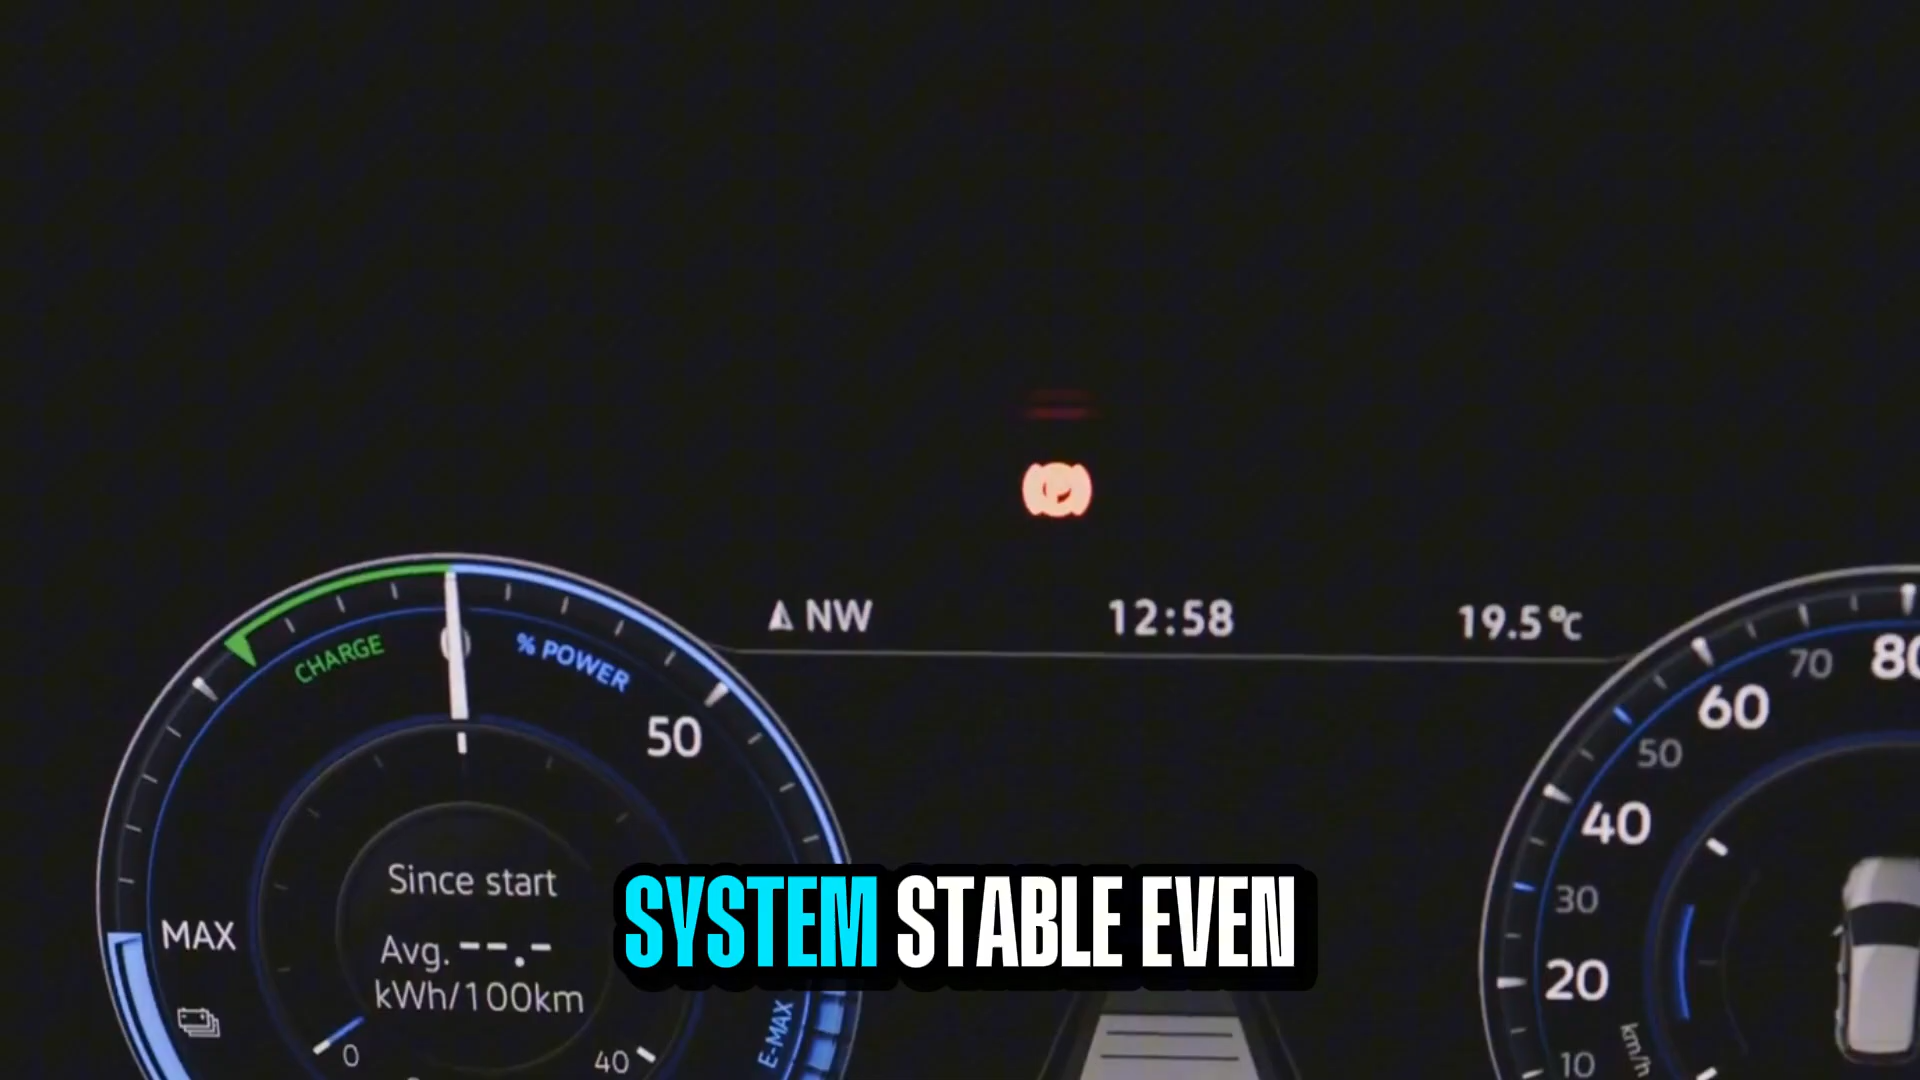 NW
12:58
19.5°C
CHARGE
% POWER
50
MAX
Since start
Avg. --.-
kWh/100km
0
40
E-MAX
80
70
60
50
40
30
20
10
km/h
SYSTEM STABLE EVEN